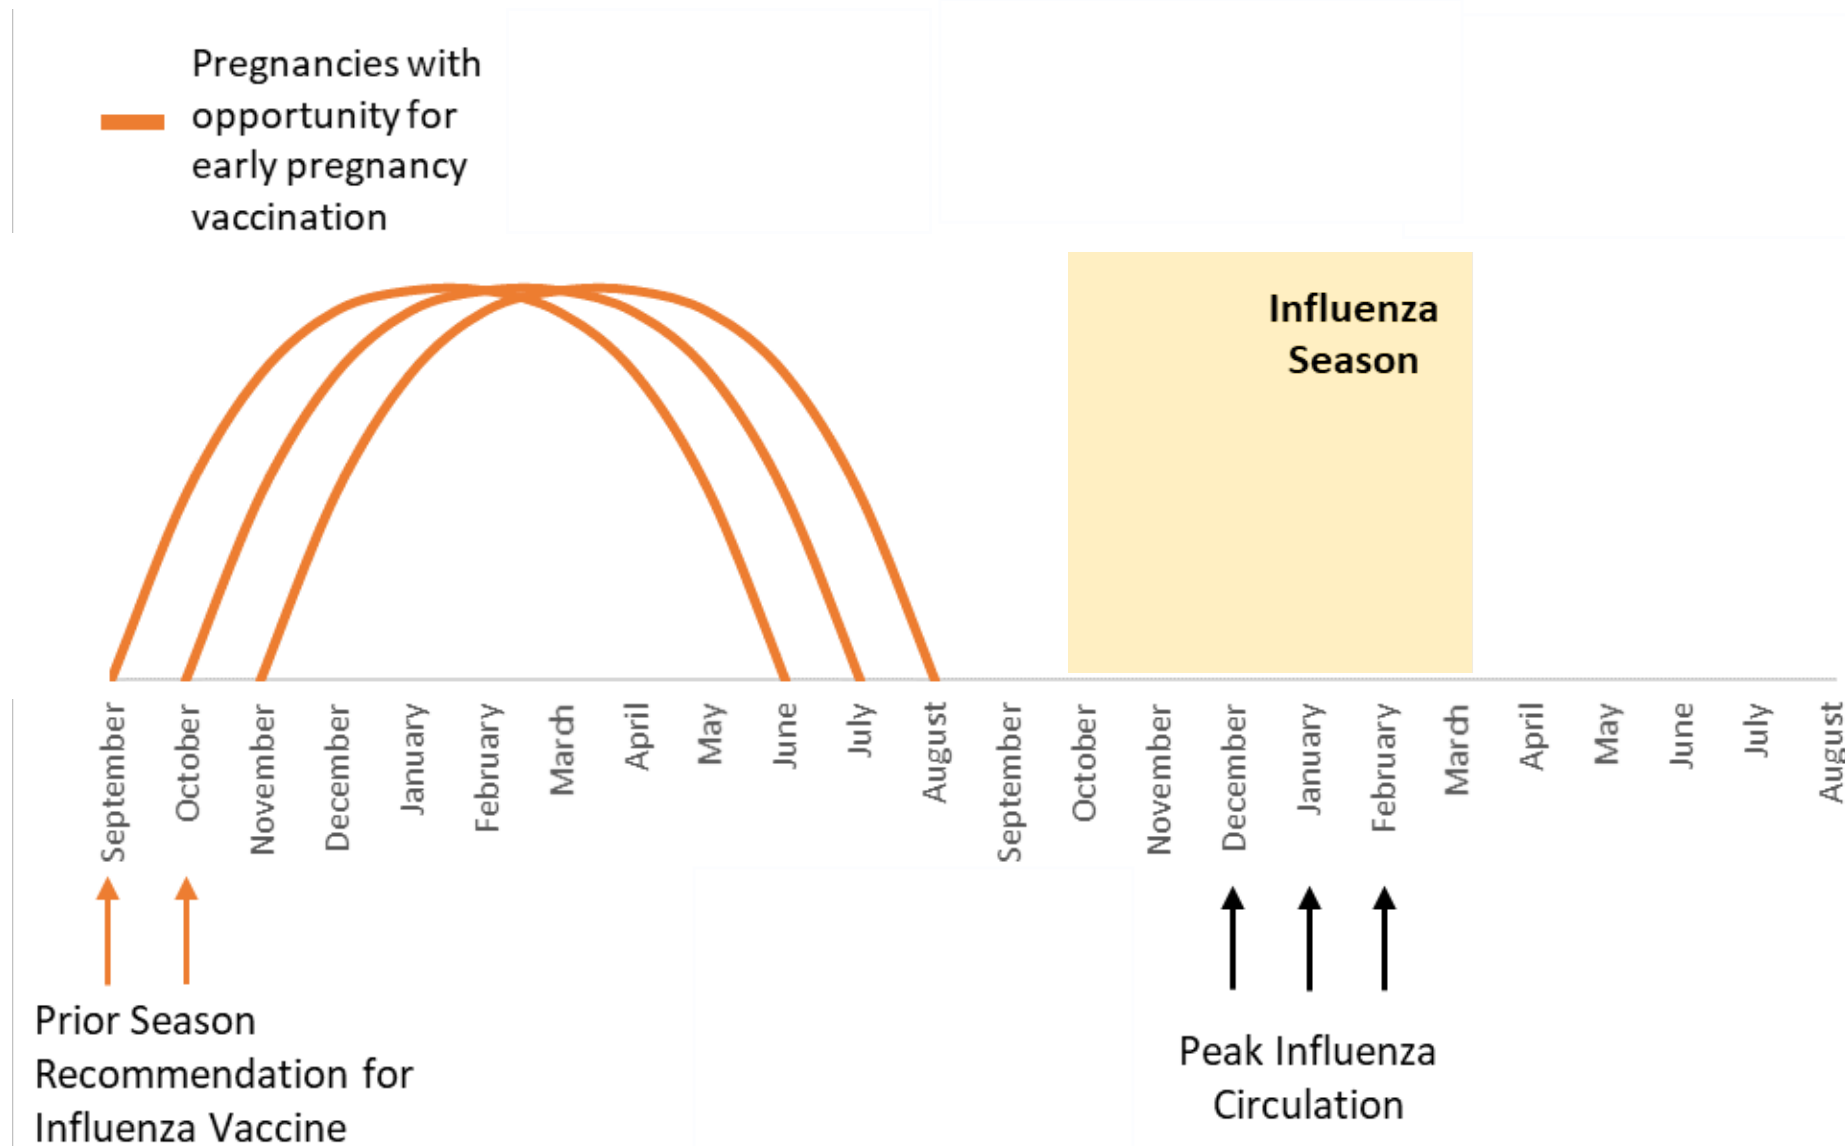 Pregnancies with
opportunity for
early pregnancy
vaccination
Influenza
Season
September
October
November
December
January
February
March
April
May
June
July
August
September
October
November
December
January
February
March
April
May
June
July
August
Prior Season
Recommendation for
Influenza Vaccine
Peak Influenza
Circulation